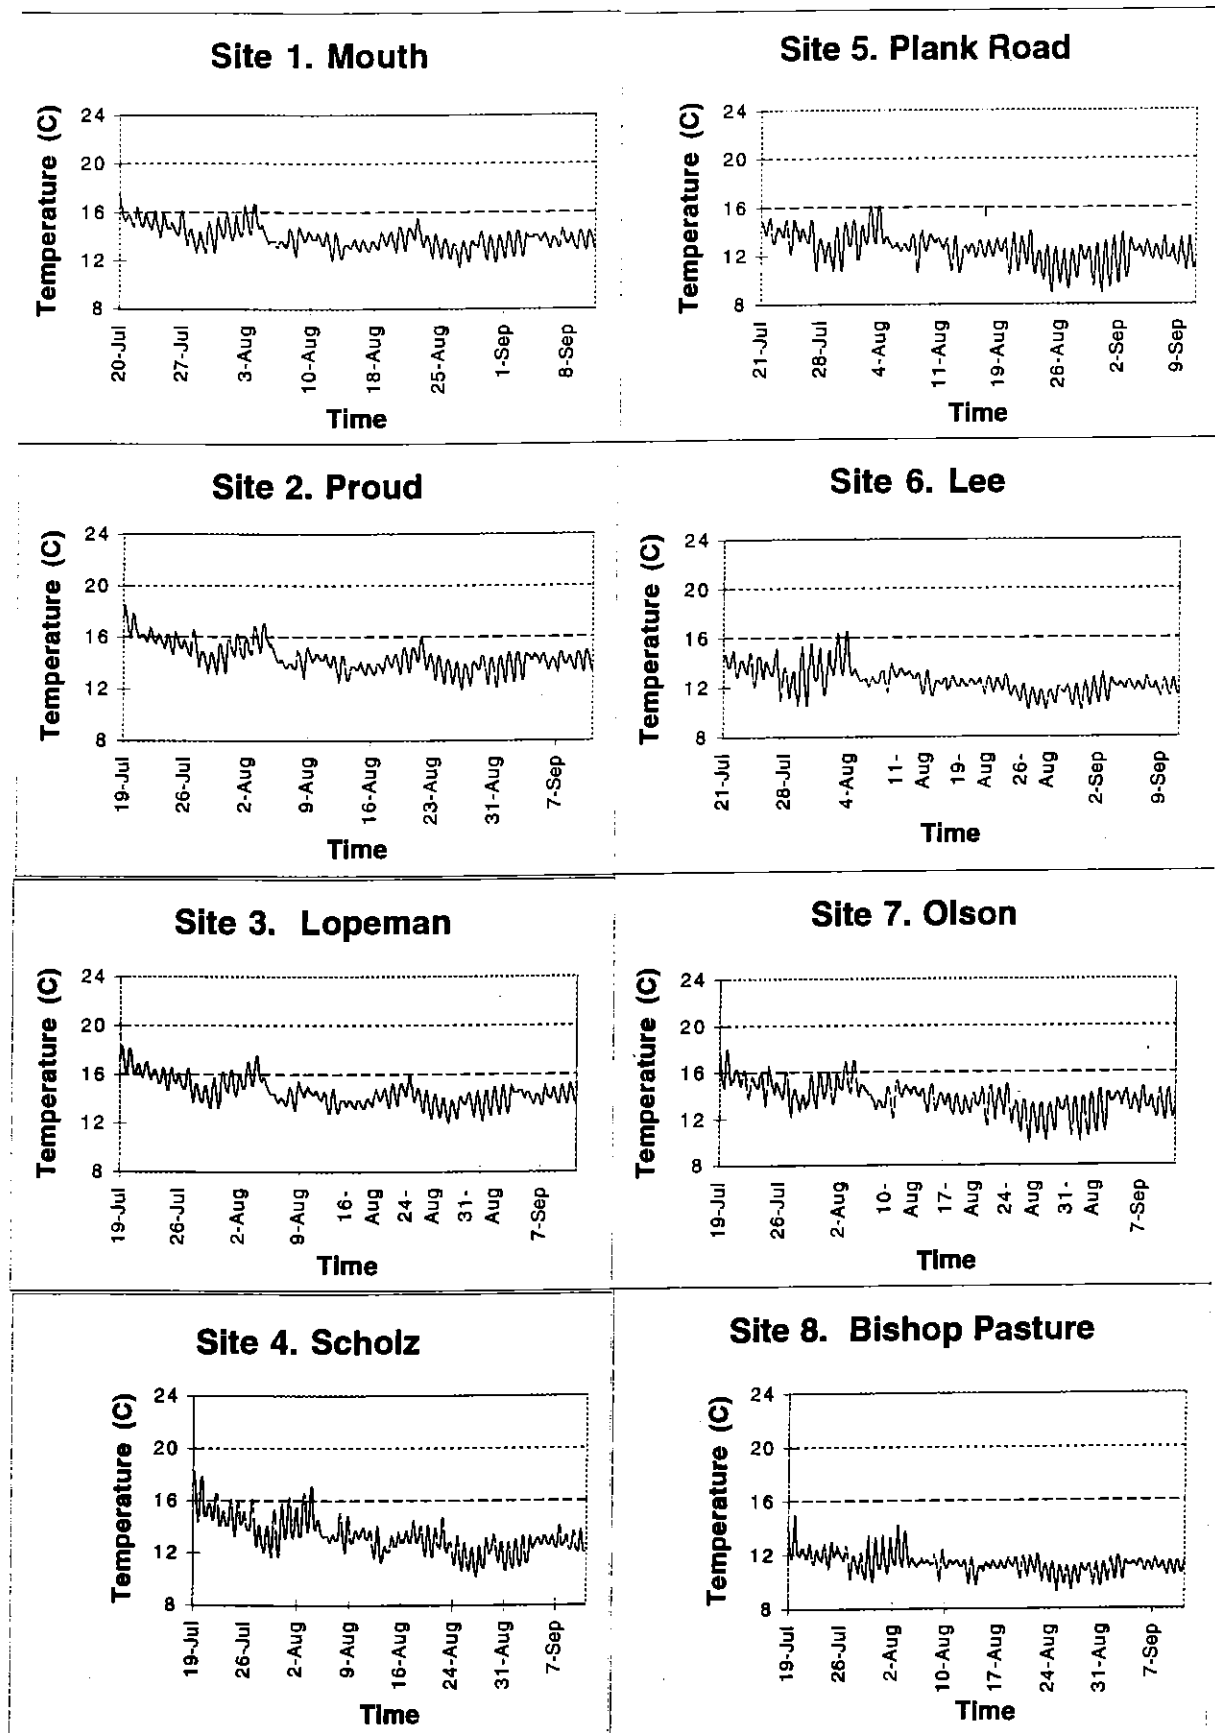 Site 1. Mouth
Temperature (C)
24
20
16
12
8
20-Jul
27-Jul
3-Aug
10-Aug
18-Aug
25-Aug
1-Sep
8-Sep
Time
Site 5. Plank Road
Temperature (C)
24
20
16
12
8
21-Jul
28-Jul
4-Aug
11-Aug
19-Aug
26-Aug
2-Sep
9-Sep
Time
Site 2. Proud
Temperature (C)
24
20
16
12
8
19-Jul
26-Jul
2-Aug
9-Aug
16-Aug
23-Aug
31-Aug
7-Sep
Time
Site 6. Lee
Temperature (C)
24
20
16
12
8
21-Jul
28-Jul
4-Aug
11-
Aug
19-
Aug
26-
Aug
2-Sep
9-Sep
Time
Site 3. Lopeman
Temperature (C)
24
20
16
12
8
19-Jul
26-Jul
2-Aug
9-Aug
16-
Aug
24-
Aug
31-
Aug
7-Sep
Time
Site 7. Olson
Temperature (C)
24
20
16
12
8
19-Jul
26-Jul
2-Aug
10-
Aug
17-
Aug
24-
Aug
31-
Aug
7-Sep
Time
Site 4. Scholz
Temperature (C)
24
20
16
12
8
19-Jul
26-Jul
2-Aug
9-Aug
16-Aug
24-Aug
31-Aug
7-Sep
Time
Site 8. Bishop Pasture
Temperature (C)
24
20
16
12
8
19-Jul
26-Jul
2-Aug
10-Aug
17-Aug
24-Aug
31-Aug
7-Sep
Time